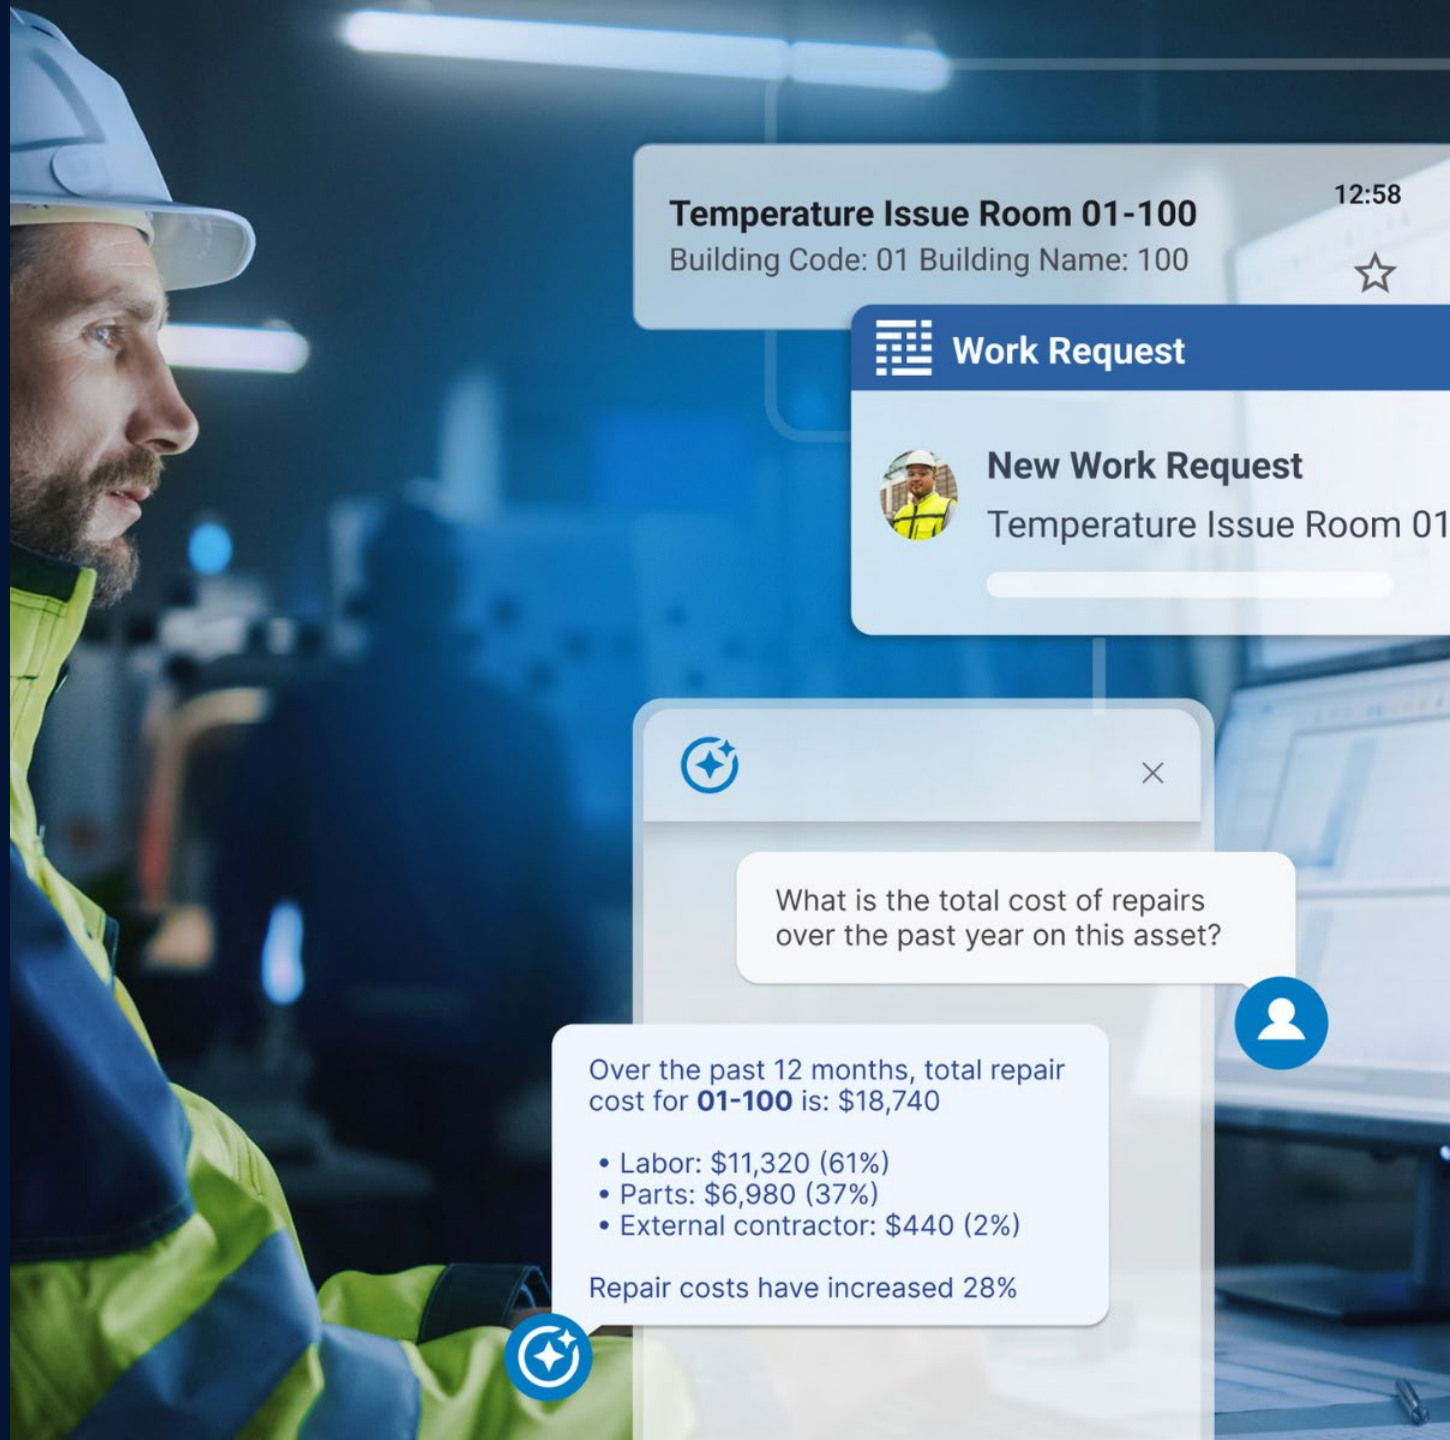 Temperature Issue Room 01-100
12:58
Building Code: 01 Building Name: 100
Work Request
New Work Request
Temperature Issue Room 01
What is the total cost of repairs
over the past year on this asset?
Over the past 12 months, total repair
cost for 01-100 is: $18,740
• Labor: $11,320 (61%)
• Parts: $6,980 (37%)
• External contractor: $440 (2%)
Repair costs have increased 28%